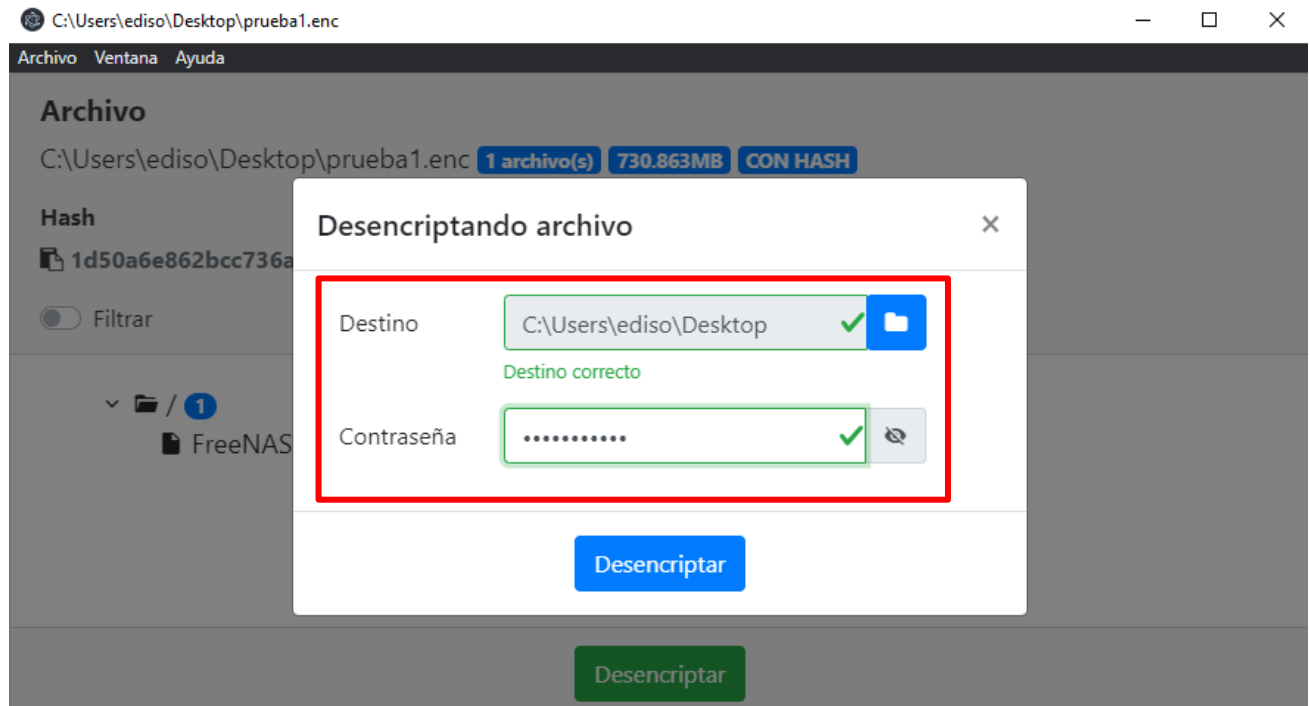 C:\Users\ediso\Desktop\prueba1.enc
Archivo Ventana Ayuda
Archivo
C:\Users\ediso\Desktop\prueba1.enc 1 archivo(s) 730.863MB CON HASH
Hash
1d50a6e862bcc736a
Filtrar
/ 1
FreeNAS
Desencriptando archivo ×
Destino C:\Users\ediso\Desktop
Destino correcto
Contraseña •••••••••••
Desencriptar
Desencriptar